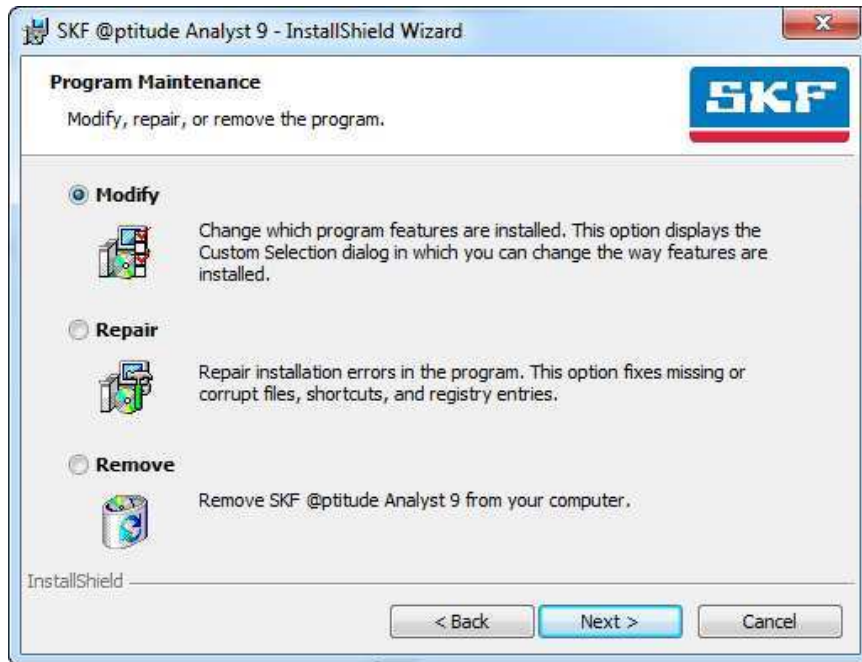 SKF @ptitude Analyst 9 - InstallShield Wizard
Program Maintenance
Modify, repair, or remove the program.
SKF
Modify
Change which program features are installed. This option displays the
Custom Selection dialog in which you can change the way features are
installed.
Repair
Repair installation errors in the program. This option fixes missing or
corrupt files, shortcuts, and registry entries.
Remove
Remove SKF @ptitude Analyst 9 from your computer.
InstallShield
< Back
Next >
Cancel